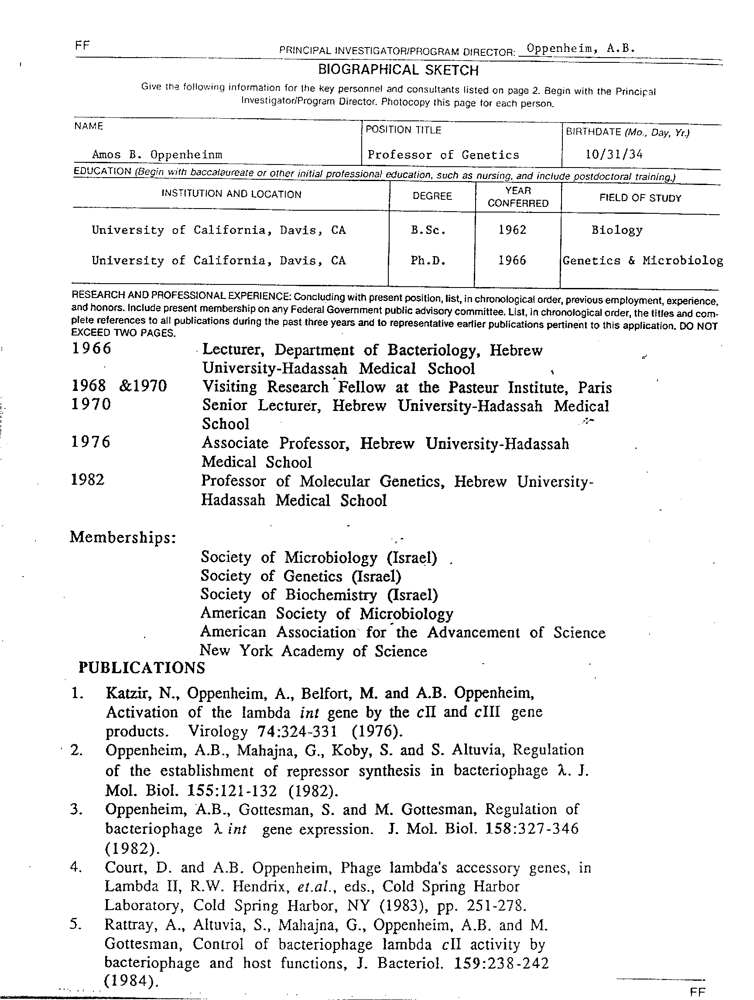 FF
PRINCIPAL INVESTIGATOR/PROGRAM DIRECTOR: Oppenheim, A.B.
BIOGRAPHICAL SKETCH
Give the following information for the key personnel and consultants listed on page 2. Begin with the Principal
Investigator/Program Director. Photocopy this page for each person.
NAME
POSITION TITLE
BIRTHDATE (Mo., Day, Yr.)
Amos B. Oppenheinm
Professor of Genetics
10/31/34
EDUCATION (Begin with baccalaureate or other initial professional education, such as nursing, and include postdoctoral training.)
INSTITUTION AND LOCATION
DEGREE
YEAR
CONFERRED
FIELD OF STUDY
University of California, Davis, CA
B.Sc.
1962
Biology
University of California, Davis, CA
Ph.D.
1966
Genetics & Microbiolog
RESEARCH AND PROFESSIONAL EXPERIENCE: Concluding with present position, list, in chronological order, previous employment, experience,
and honors. Include present membership on any Federal Government public advisory committee. List, in chronological order, the titles and com-
plete references to all publications during the past three years and to representative earlier publications pertinent to this application. DO NOT
EXCEED TWO PAGES.
1966 Lecturer, Department of Bacteriology, Hebrew
University-Hadassah Medical School
1968 &1970 Visiting Research Fellow at the Pasteur Institute, Paris
1970 Senior Lecturer, Hebrew University-Hadassah Medical
School
1976 Associate Professor, Hebrew University-Hadassah
Medical School
1982 Professor of Molecular Genetics, Hebrew University-
Hadassah Medical School
Memberships:
Society of Microbiology (Israel)
Society of Genetics (Israel)
Society of Biochemistry (Israel)
American Society of Microbiology
American Association for the Advancement of Science
New York Academy of Science
PUBLICATIONS
1. Katzir, N., Oppenheim, A., Belfort, M. and A.B. Oppenheim,
Activation of the lambda int gene by the cII and cIII gene
products. Virology 74:324-331 (1976).
2. Oppenheim, A.B., Mahajna, G., Koby, S. and S. Altuvia, Regulation
of the establishment of repressor synthesis in bacteriophage λ. J.
Mol. Biol. 155:121-132 (1982).
3. Oppenheim, A.B., Gottesman, S. and M. Gottesman, Regulation of
bacteriophage λ int gene expression. J. Mol. Biol. 158:327-346
(1982).
4. Court, D. and A.B. Oppenheim, Phage lambda's accessory genes, in
Lambda II, R.W. Hendrix, et.al., eds., Cold Spring Harbor
Laboratory, Cold Spring Harbor, NY (1983), pp. 251-278.
5. Rattray, A., Altuvia, S., Mahajna, G., Oppenheim, A.B. and M.
Gottesman, Control of bacteriophage lambda cII activity by
bacteriophage and host functions, J. Bacteriol. 159:238-242
(1984).
FF